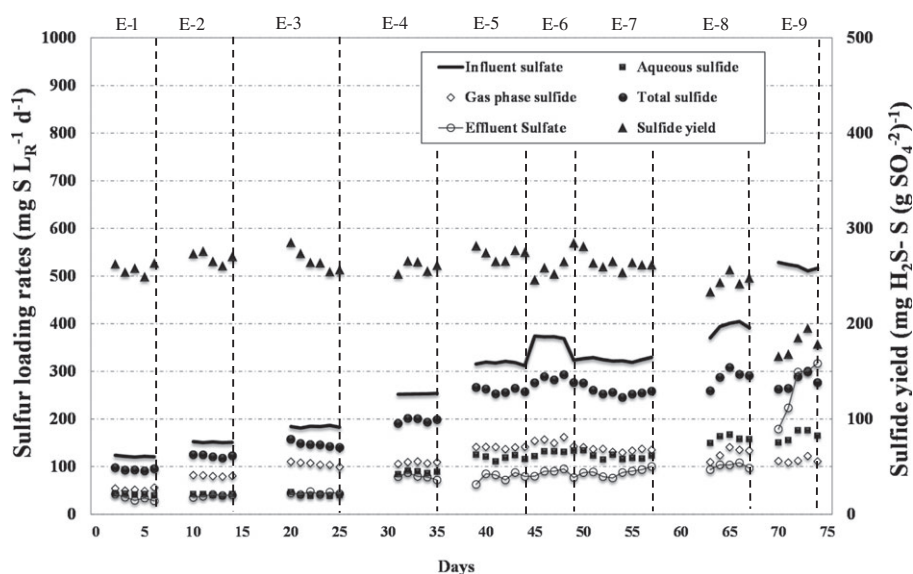 E-1 E-2 E-3 E-4 E-5 E-6 E-7 E-8 E-9
1000 500
900
800 400
700
600 300
500
400 200
300
200 100
100
0 0
0 5 10 15 20 25 30 35 40 45 50 55 60 65 70 75
Days
Sulfur loading rates (mg S L_R^-1 d^-1)
Sulfide yield (mg H2S- S (g SO4^-2)^-1)
Influent sulfate Aqueous sulfide
Gas phase sulfide Total sulfide
Effluent Sulfate Sulfide yield